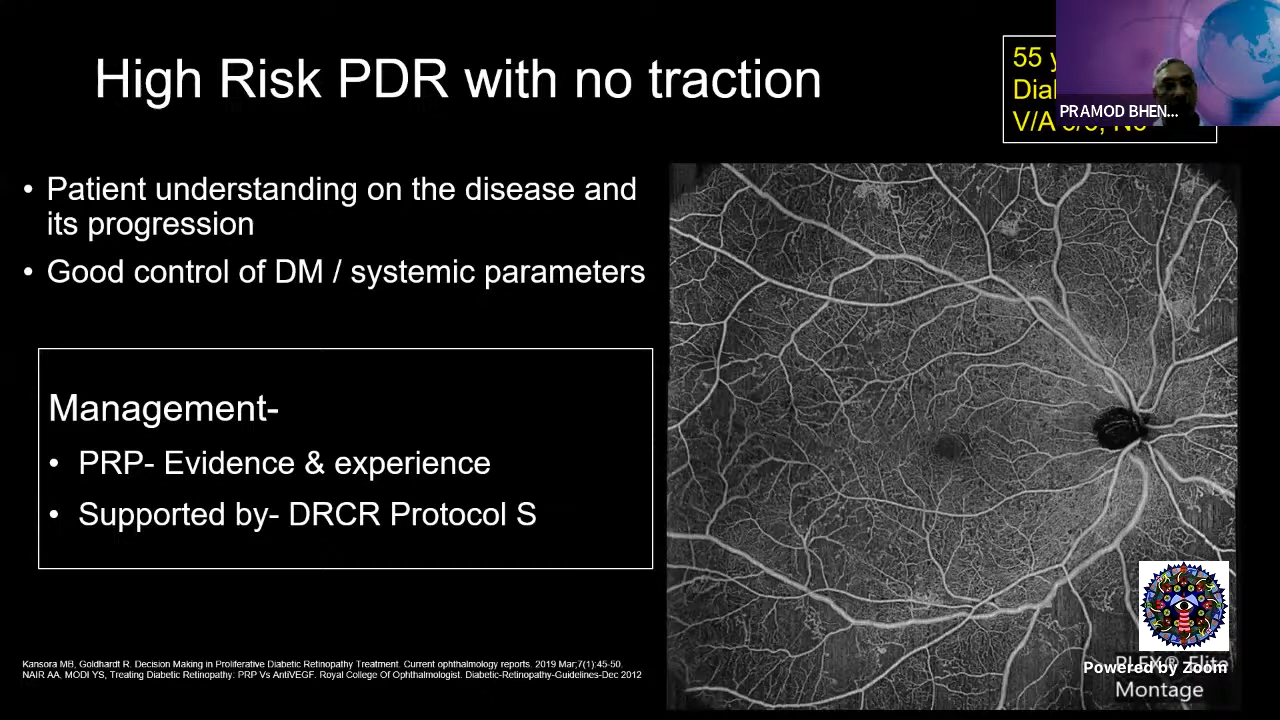 High Risk PDR with no traction
55
V/A
PRAMOD BHEN...
• Patient understanding on the disease and
its progression
• Good control of DM / systemic parameters
Management-
• PRP- Evidence & experience
• Supported by- DRCR Protocol S
Kansora MB, Goldhardt R. Decision Making in Proliferative Diabetic Retinopathy Treatment. Current ophthalmology reports. 2019 Mar;7(1):45-50.
NAIR AA, MODI YS, Treating Diabetic Retinopathy: PRP Vs AntiVEGF. Royal College Of Ophthalmologist. Diabetic-Retinopathy-Guidelines-Dec 2012
PLEX® Elite
Powered by Zoom
Montage